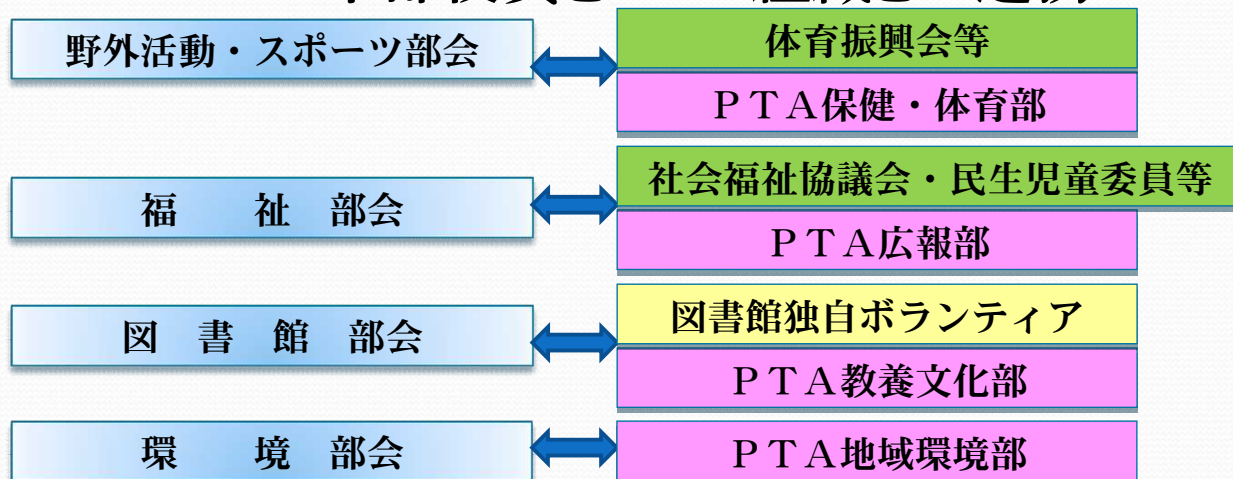 野外活動・スポーツ部会
体育振興会等
ＰＴＡ保健・体育部
福　祉　部会
社会福祉協議会・民生児童委員等
ＰＴＡ広報部
図　書　館　部会
図書館独自ボランティア
ＰＴＡ教養文化部
環　境　部会
ＰＴＡ地域環境部